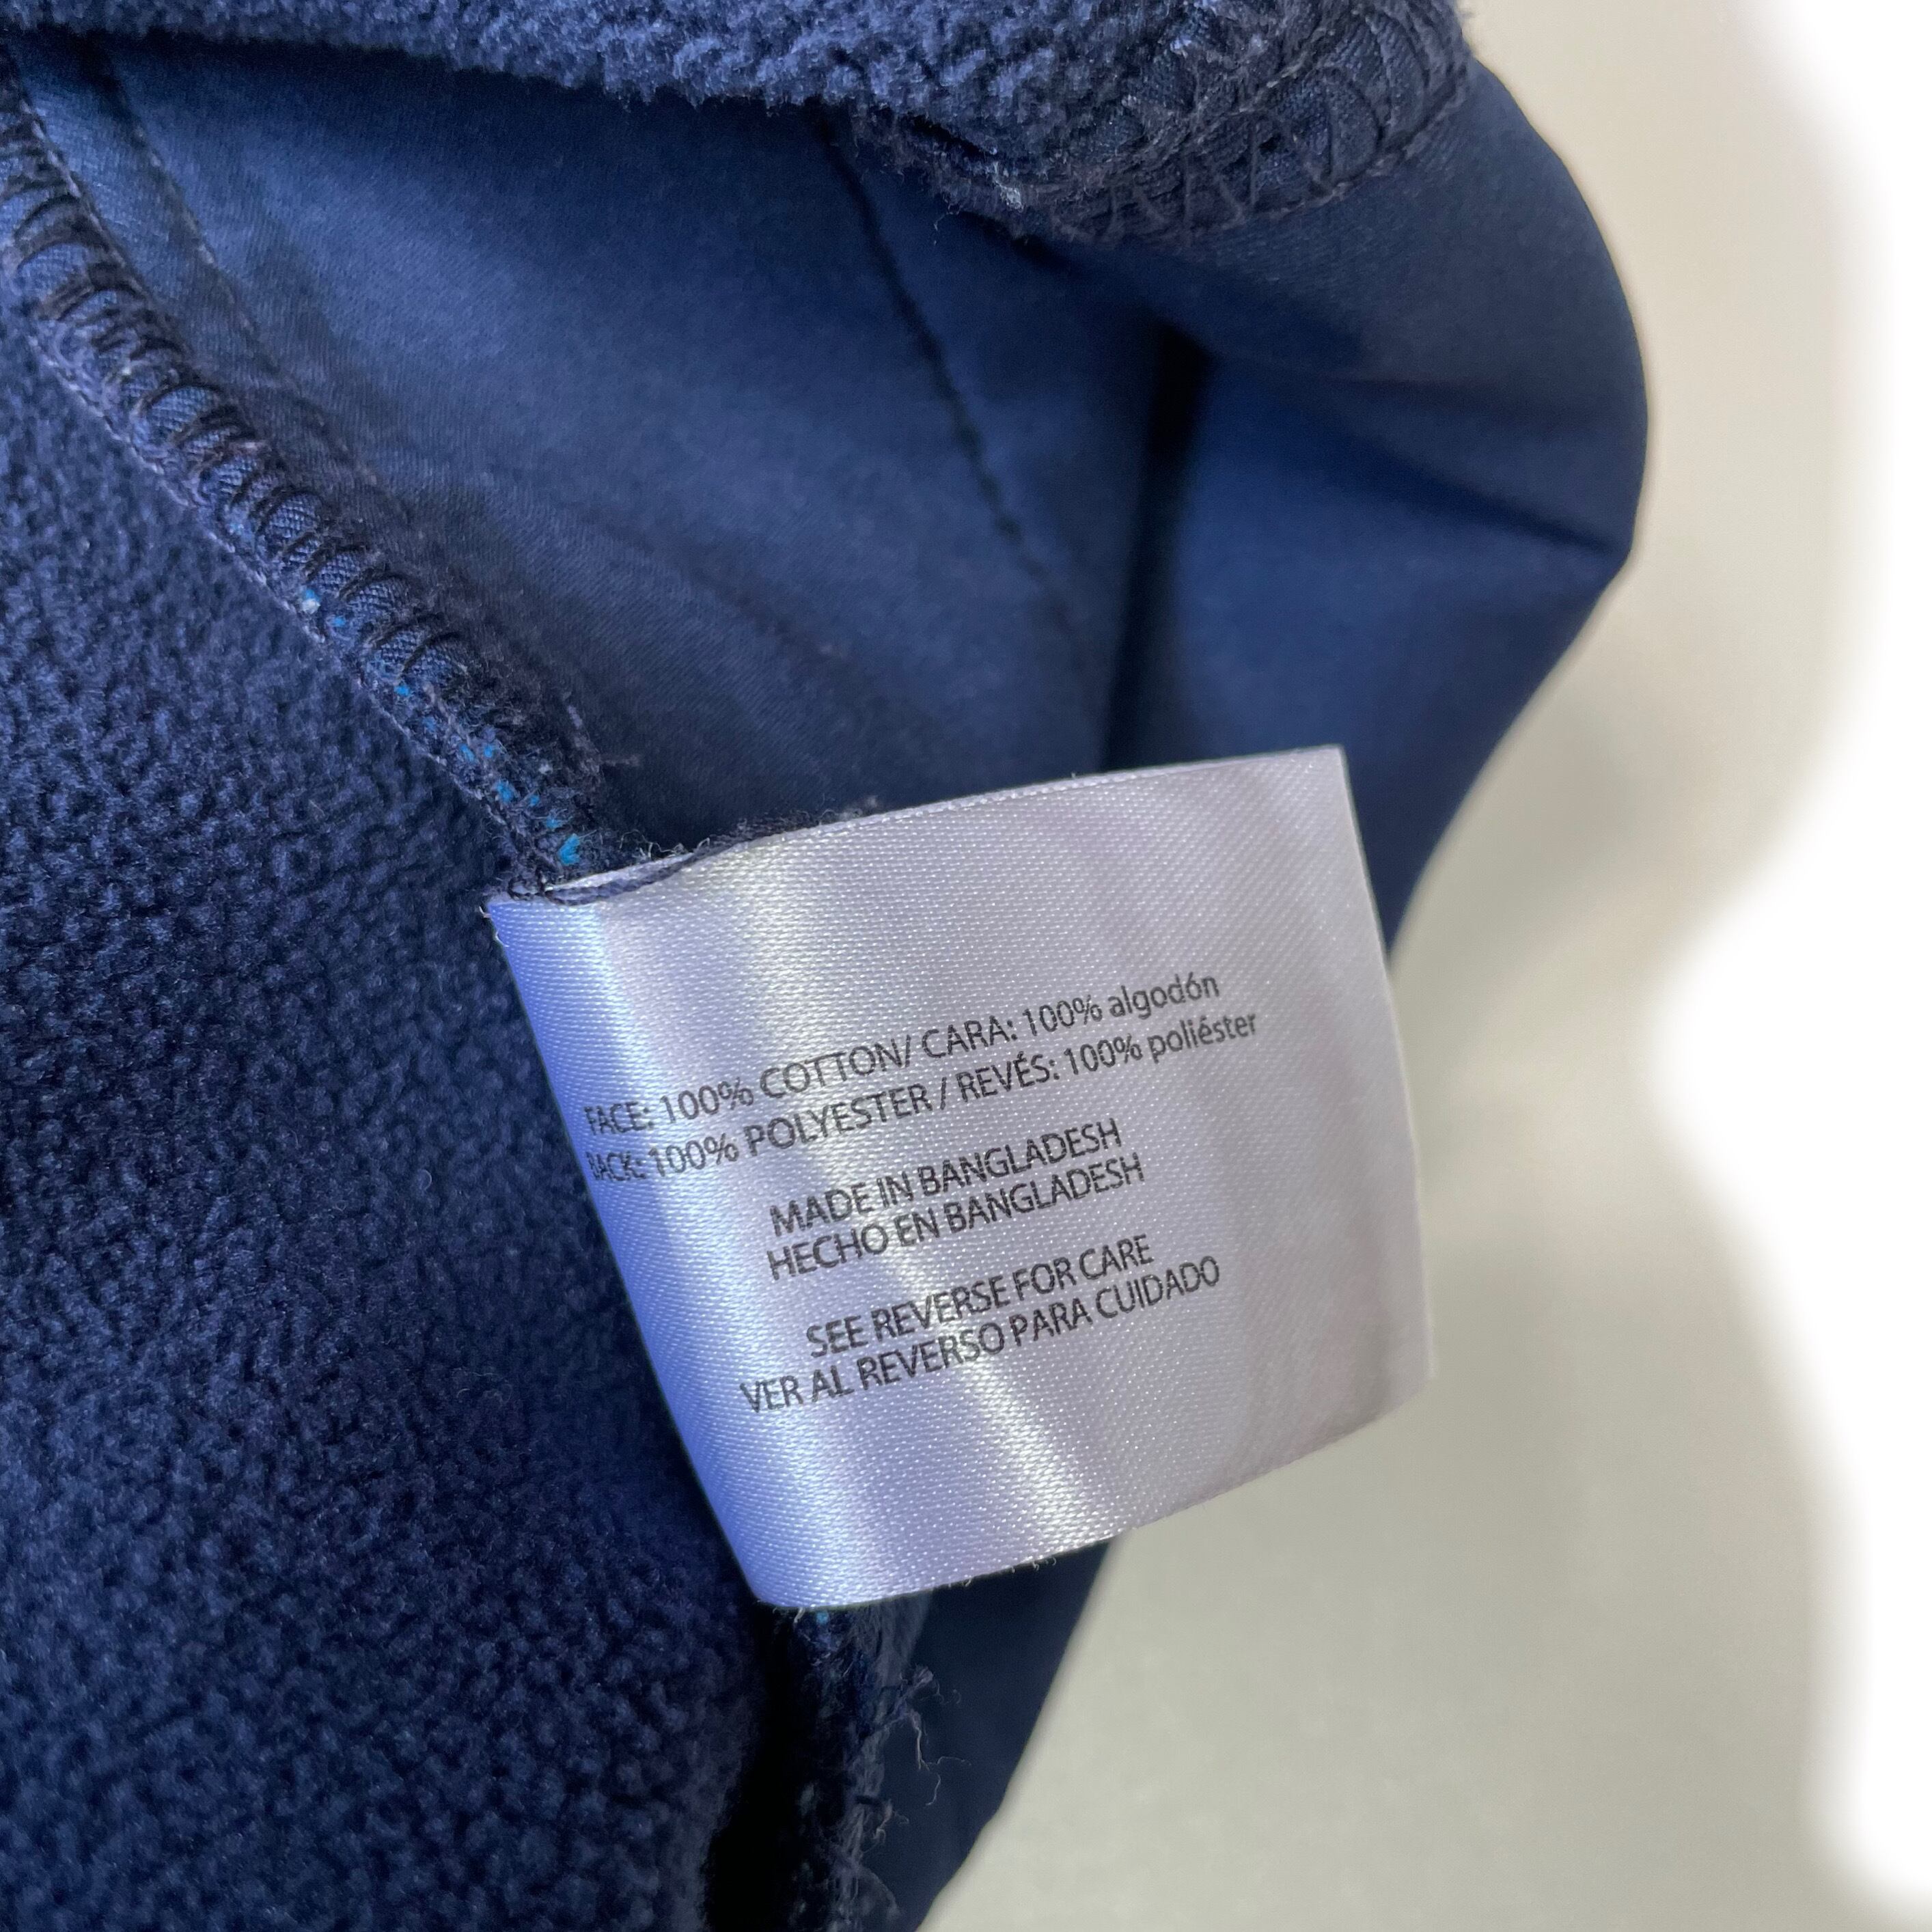 FACE: 100% COTTON/ CARA: 100% algodón
BACK: 100% POLYESTER / REVÉS: 100% poliéster
MADE IN BANGLADESH
HECHO EN BANGLADESH
SEE REVERSE FOR CARE
VER AL REVERSO PARA CUIDADO